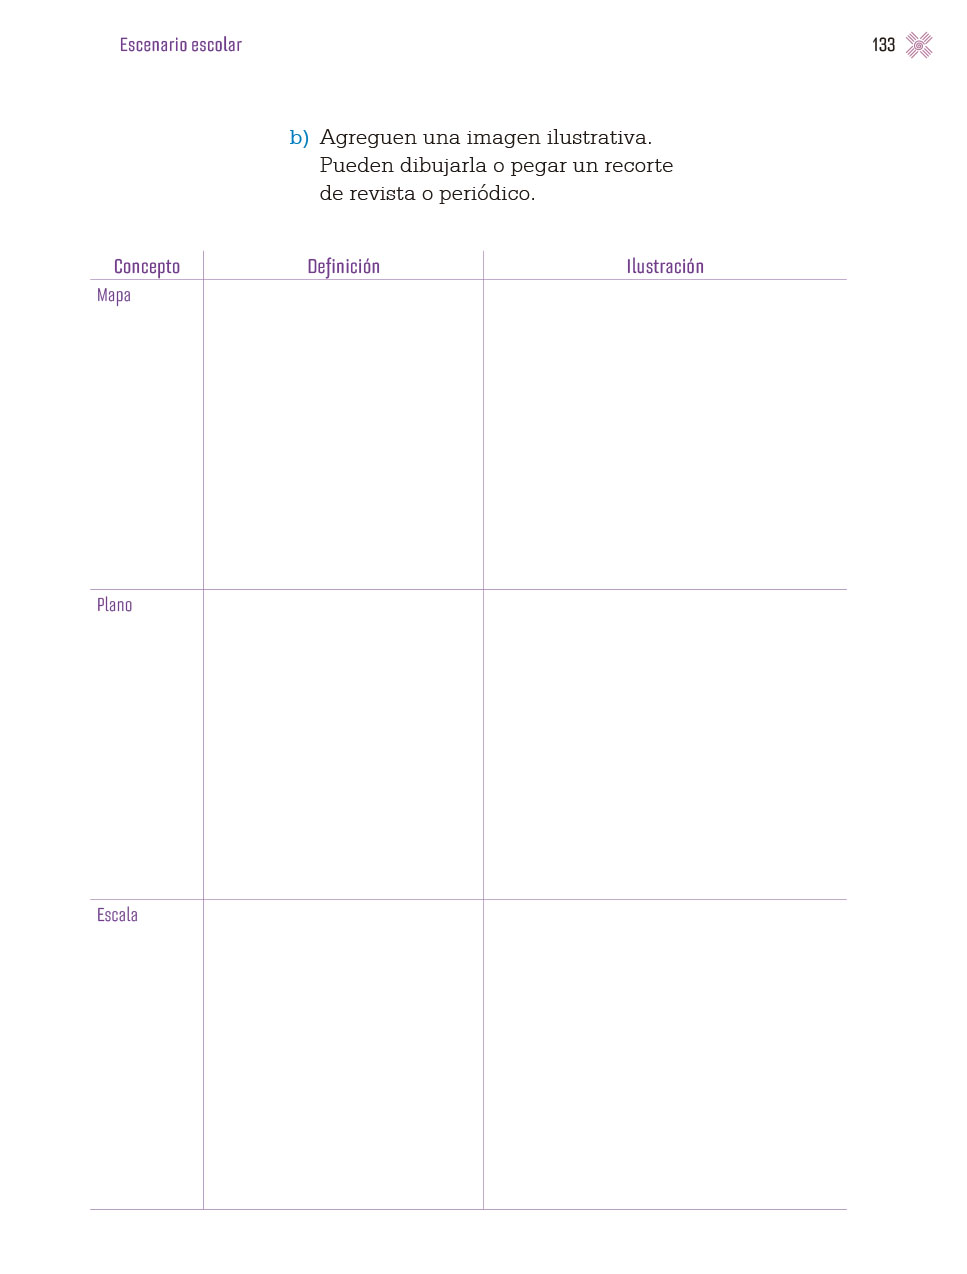 Escenario escolar
133
b) Agreguen una imagen ilustrativa.
Pueden dibujarla o pegar un recorte
de revista o periódico.
Concepto Definición Ilustración
Mapa
Plano
Escala